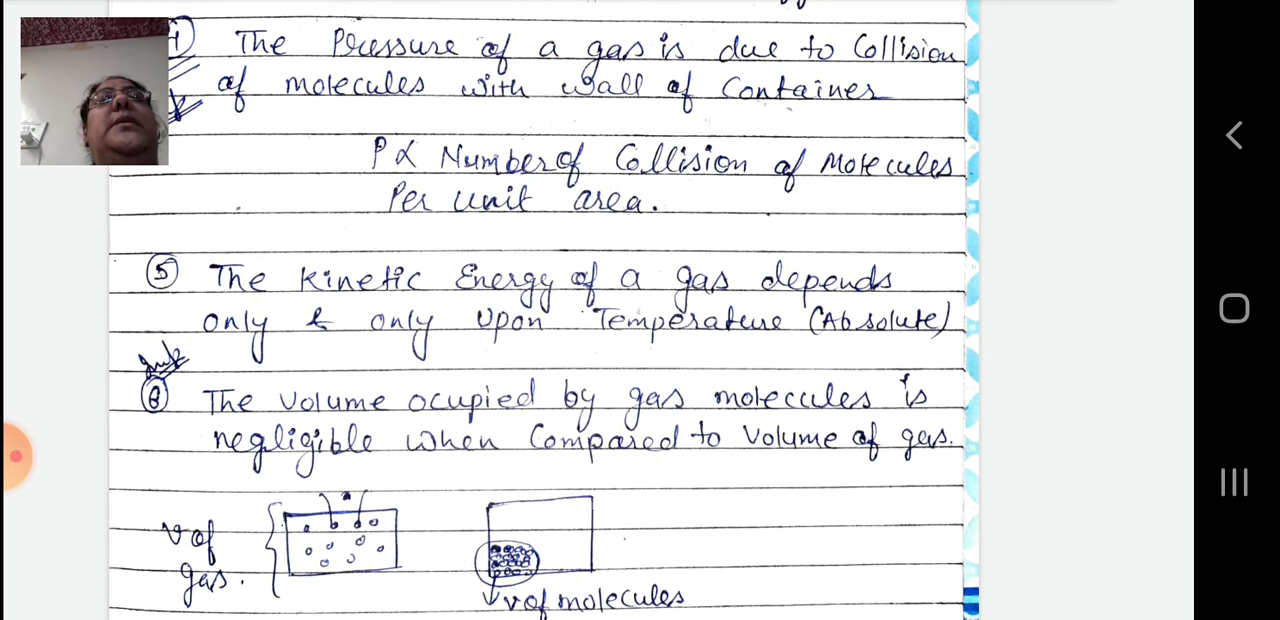 4) The Pressure of a gas is due to Collision
of molecules with wall of Container
P ∝ Number of Collision of Molecules
Per unit area.
5 The Kinetic Energy of a gas depends
only & only upon Temperature (Absolute)
6 The Volume ocupied by gas molecules is
negligible when Compared to Volume of gas.
V of
gas.
v of molecules